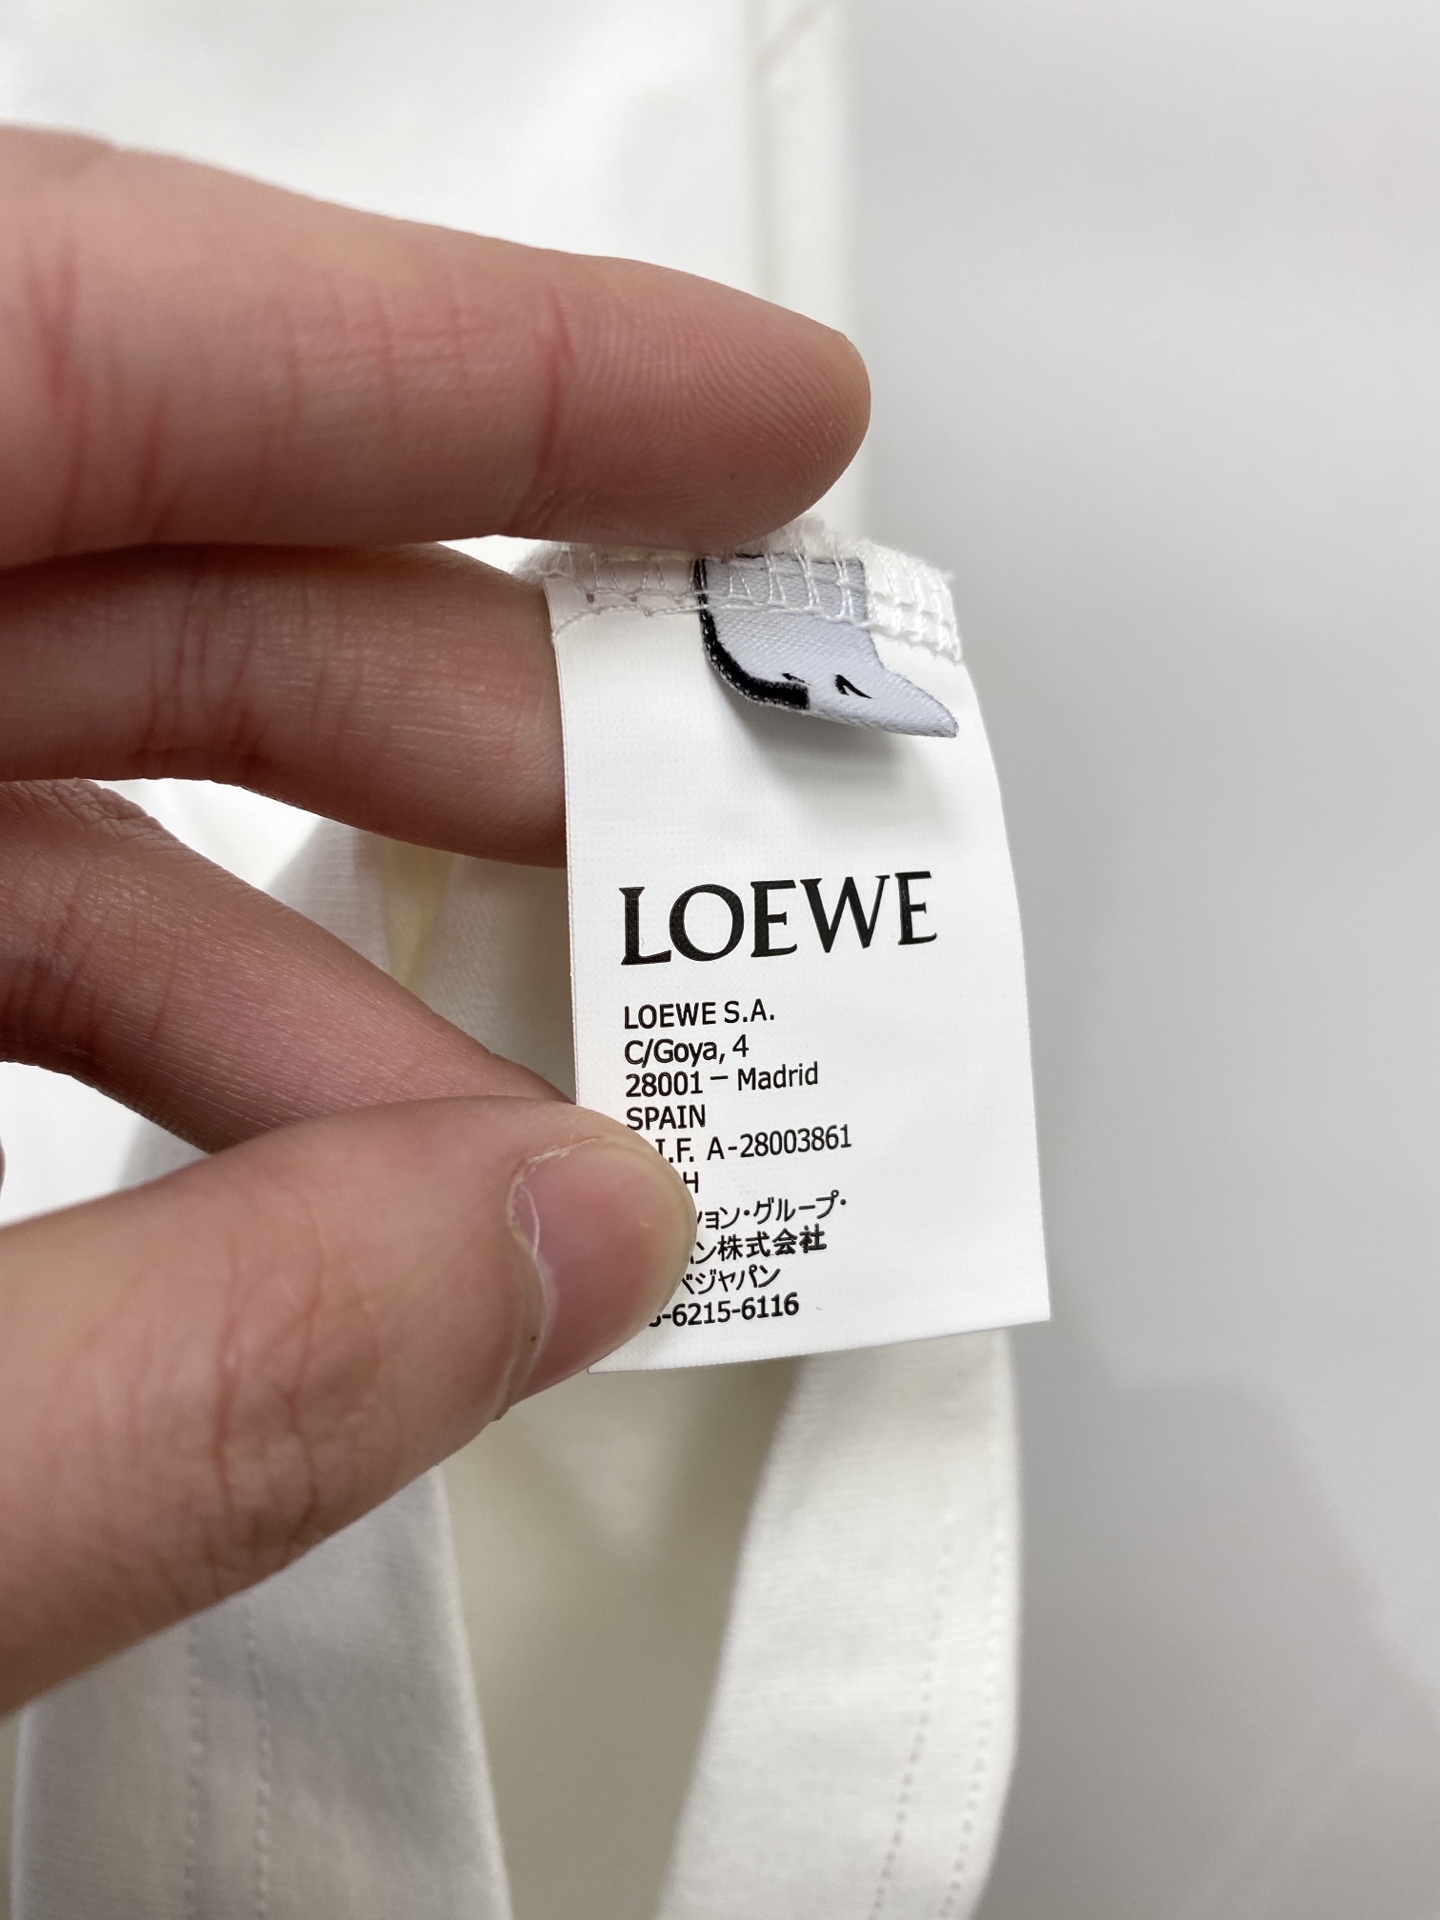 LOEWE
LOEWE S.A.
C/Goya, 4
28001 – Madrid
SPAIN
I.F. A-28003861
H
ョン・グループ・
ン株式会社
ベジャパン
-6215-6116